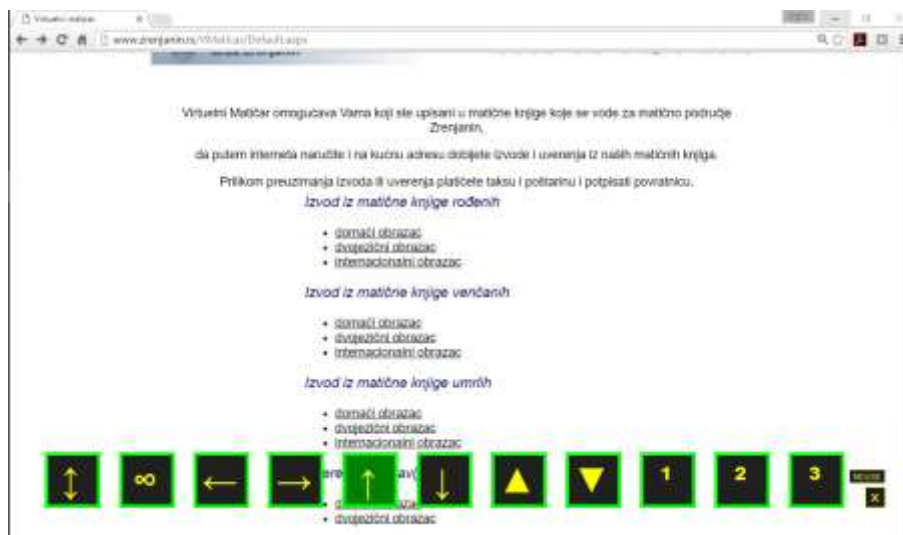 Virtuelni matičar
www.zrenjanin.rs/VMaticar/Default.aspx
Virtuelni Matičar omogućava Vama koji ste upisani u matične knjige koje se vode za matično područje
Zrenjanin,
da putem interneta naručite i na kućnu adresu dobijete izvode i uverenja iz naših matičnih knjiga.
Prilikom preuzimanja izvoda ili uverenja platićete taksu i poštarinu i potpisati povratnicu.
Izvod iz matične knjige rođenih
• domaći obrazac
• dvojezični obrazac
• internacionalni obrazac
Izvod iz matične knjige venčanih
• domaći obrazac
• dvojezični obrazac
• internacionalni obrazac
Izvod iz matične knjige umrlih
• domaći obrazac
• dvojezični obrazac
• internacionalni obrazac
↕ ∞ ← → ↑ ↓ ▲ ▼ 1 2 3
X
• dvojezični obrazac